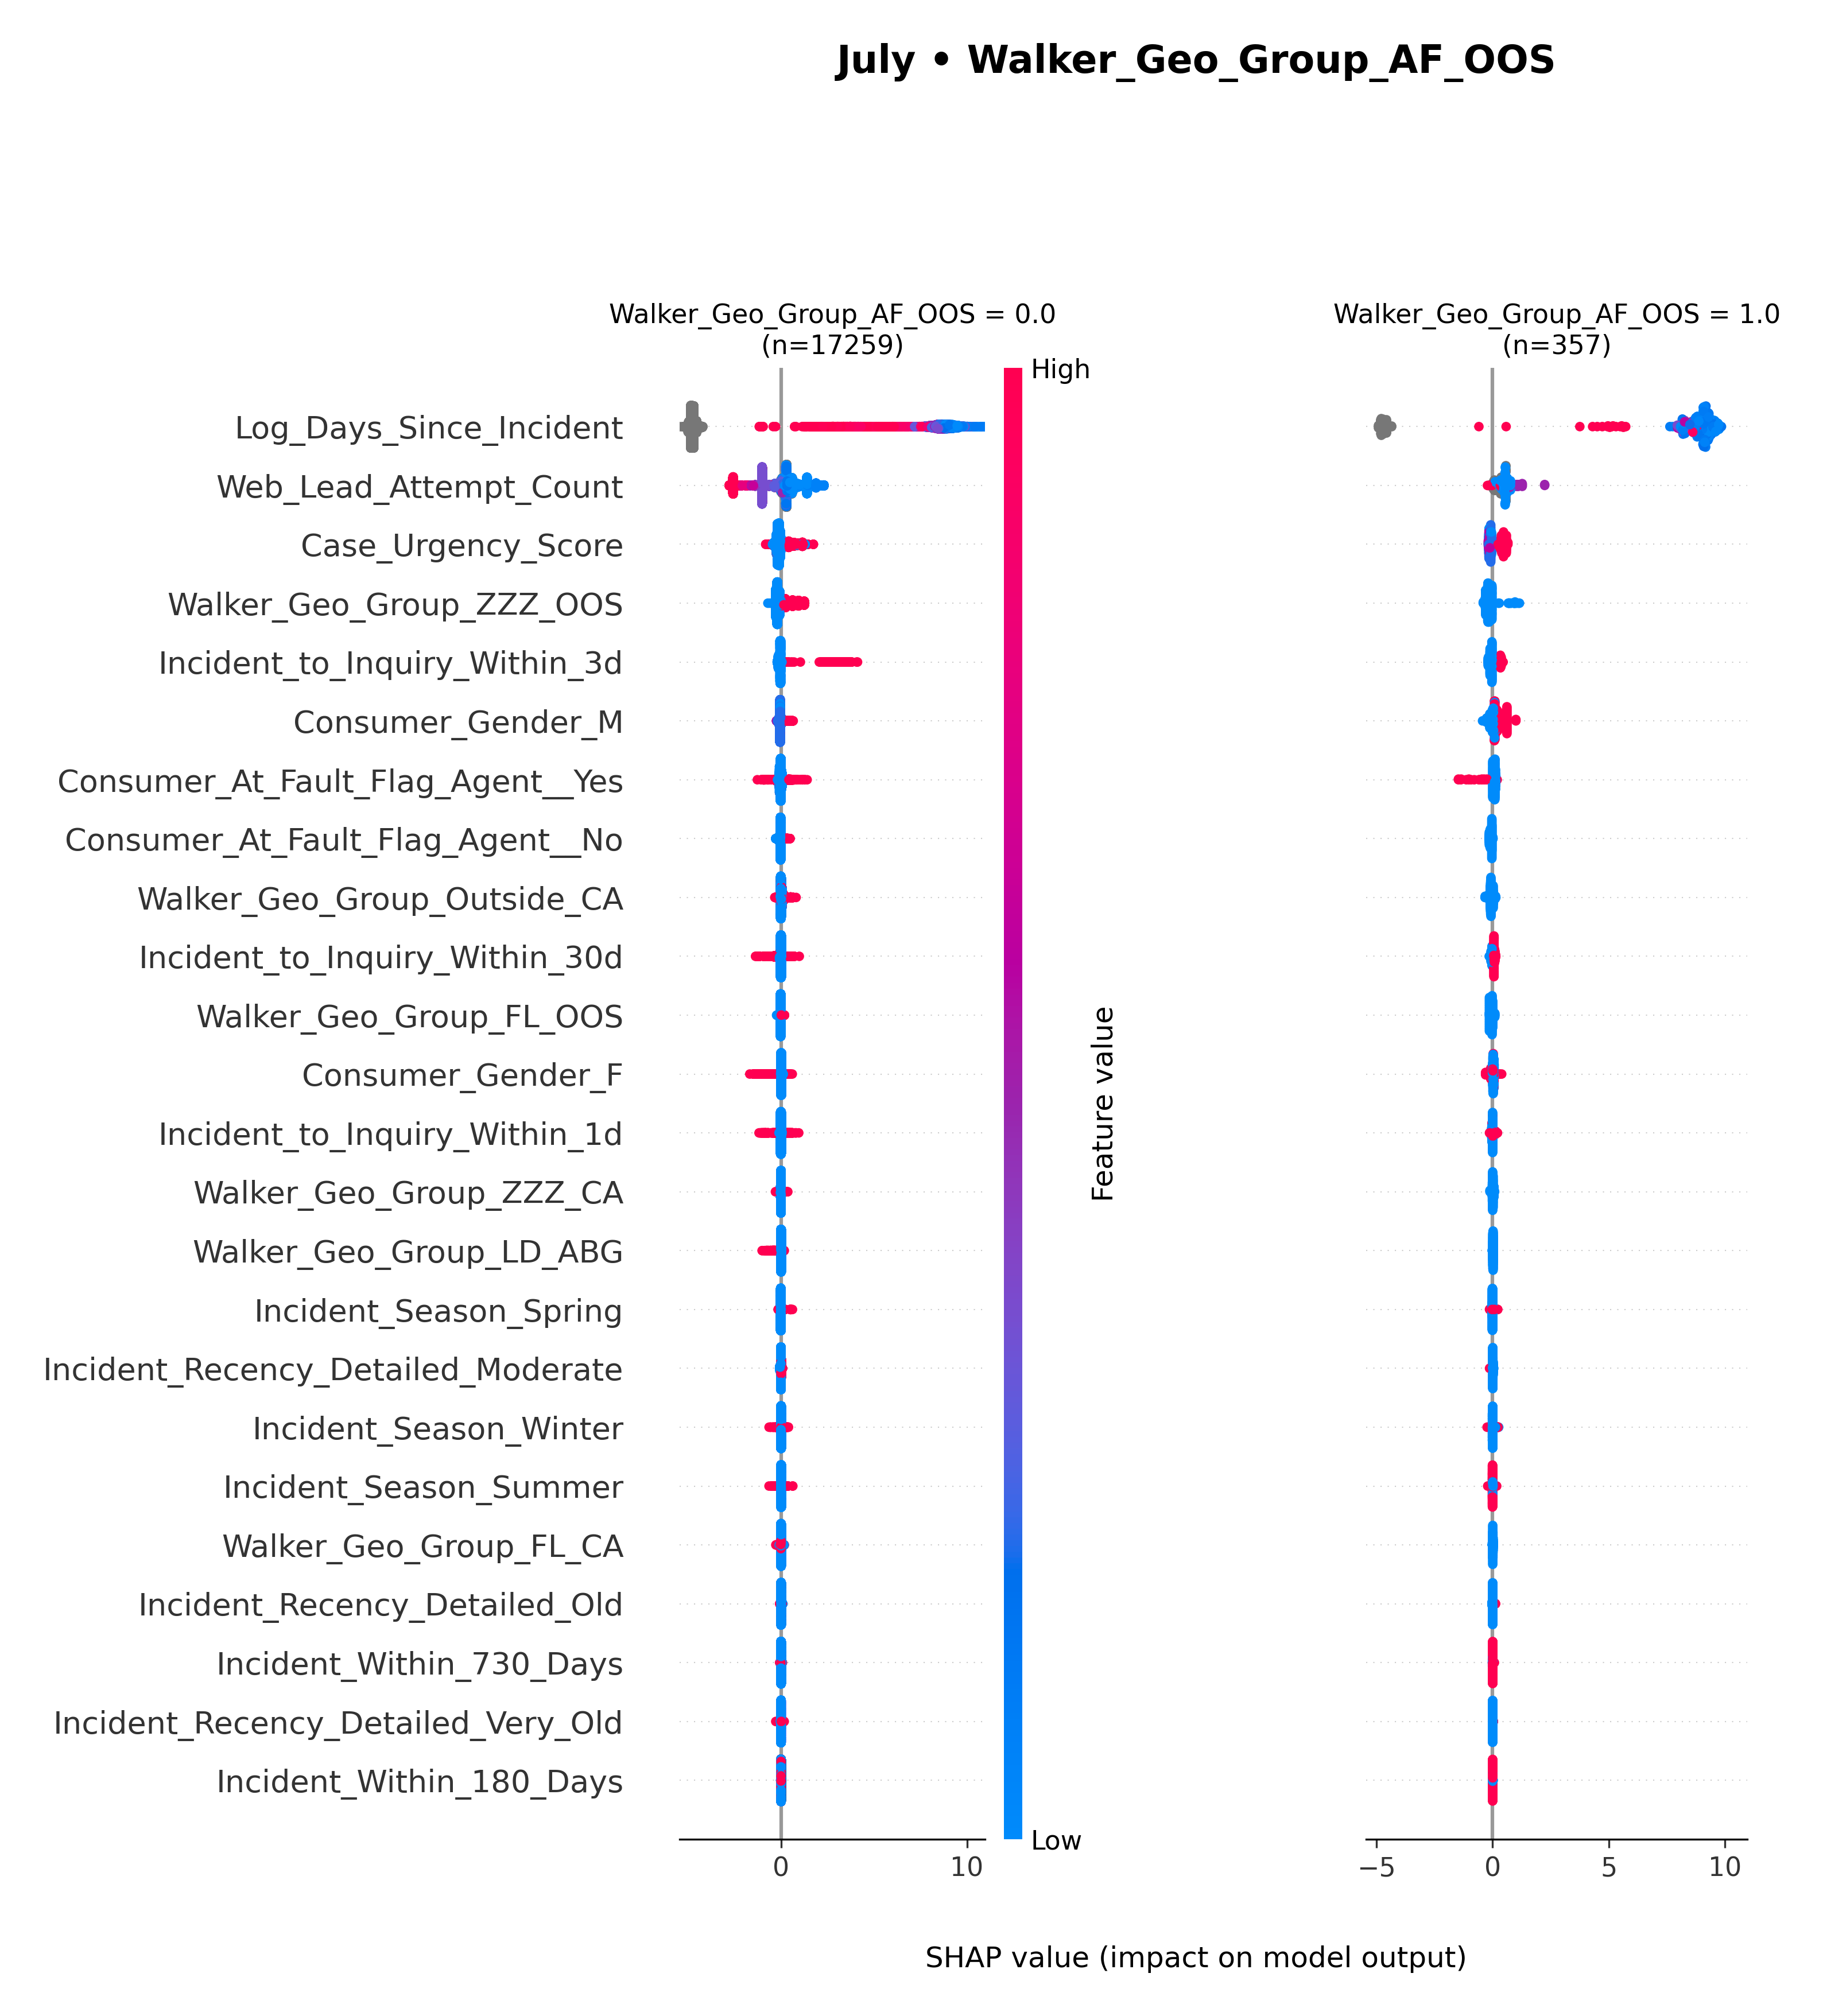 July • Walker_Geo_Group_AF_OOS
Walker_Geo_Group_AF_OOS = 0.0
(n=17259)
Walker_Geo_Group_AF_OOS = 1.0
(n=357)
High
Log_Days_Since_Incident
Web_Lead_Attempt_Count
Case_Urgency_Score
Walker_Geo_Group_ZZZ_OOS
Incident_to_Inquiry_Within_3d
Consumer_Gender_M
Consumer_At_Fault_Flag_Agent__Yes
Consumer_At_Fault_Flag_Agent__No
Walker_Geo_Group_Outside_CA
Incident_to_Inquiry_Within_30d
Walker_Geo_Group_FL_OOS
Consumer_Gender_F
Incident_to_Inquiry_Within_1d
Walker_Geo_Group_ZZZ_CA
Walker_Geo_Group_LD_ABG
Incident_Season_Spring
Incident_Recency_Detailed_Moderate
Incident_Season_Winter
Incident_Season_Summer
Walker_Geo_Group_FL_CA
Incident_Recency_Detailed_Old
Incident_Within_730_Days
Incident_Recency_Detailed_Very_Old
Incident_Within_180_Days
Feature value
Low
0 10
−5 0 5 10
SHAP value (impact on model output)